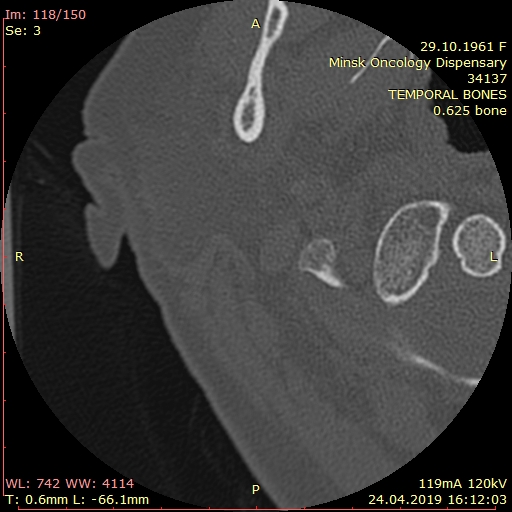 Im: 118/150
Se: 3
A
29.10.1961 F
Minsk Oncology Dispensary
34137
TEMPORAL BONES
0.625 bone
R
L
WL: 742 WW: 4114
T: 0.6mm L: -66.1mm
P
119mA 120kV
24.04.2019 16:12:03